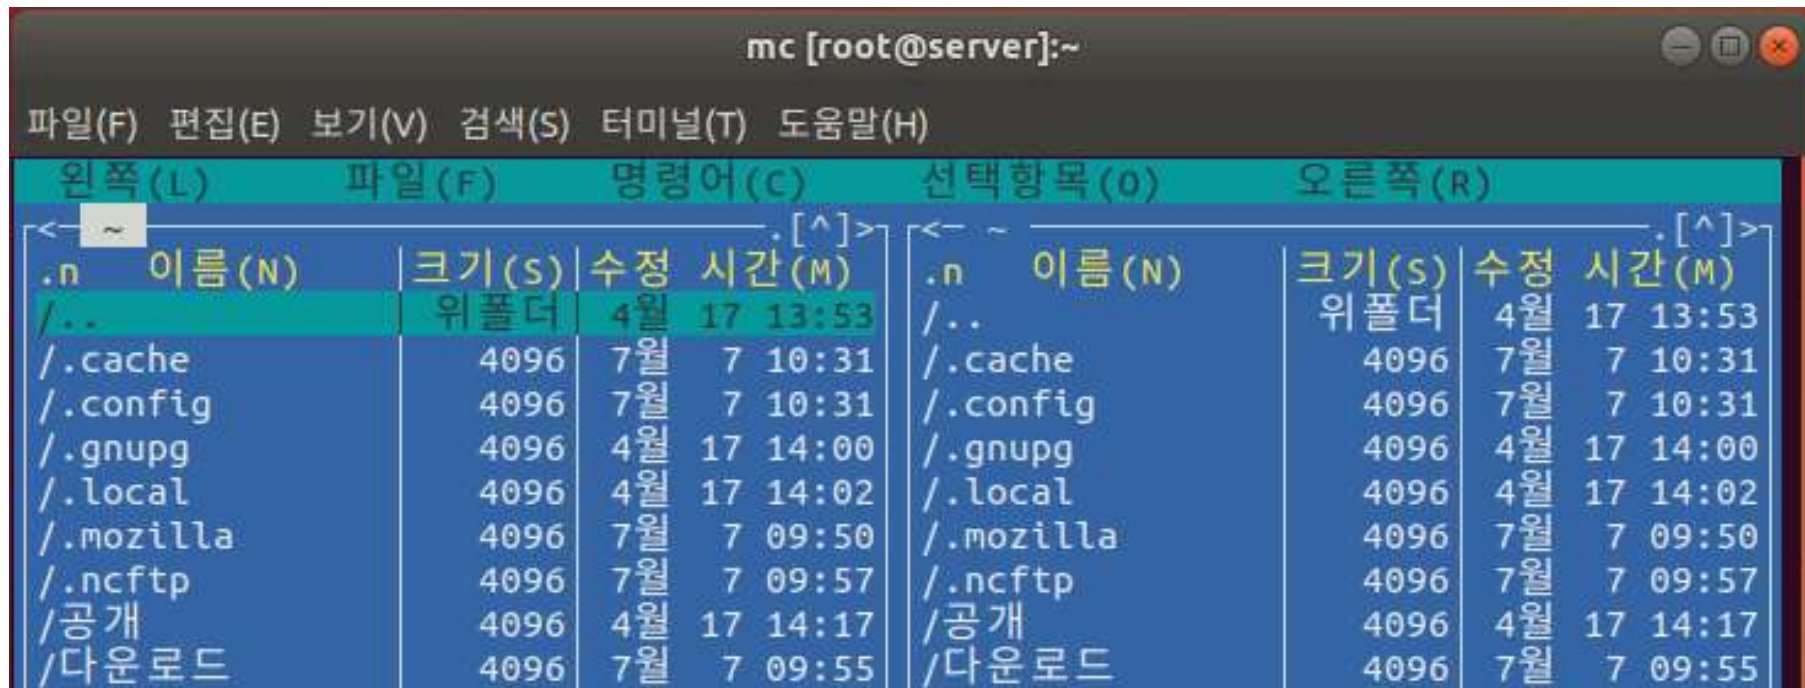 mc [root@server]:~
파일(F) 편집(E) 보기(V) 검색(S) 터미널(T) 도움말(H)
왼쪽(L) 파일(F) 명령어(C) 선택항목(O) 오른쪽(R)
<─ ~ ─.[^]>┐┌<─ ~ ─.[^]>┐
.n 이름(N) |크기(S)|수정 시간(M) .n 이름(N) |크기(S)|수정 시간(M)
/.. | 위폴더| 4월 17 13:53 /.. | 위폴더| 4월 17 13:53
/.cache | 4096| 7월 7 10:31 /.cache | 4096| 7월 7 10:31
/.config | 4096| 7월 7 10:31 /.config | 4096| 7월 7 10:31
/.gnupg | 4096| 4월 17 14:00 /.gnupg | 4096| 4월 17 14:00
/.local | 4096| 4월 17 14:02 /.local | 4096| 4월 17 14:02
/.mozilla | 4096| 7월 7 09:50 /.mozilla | 4096| 7월 7 09:50
/.ncftp | 4096| 7월 7 09:57 /.ncftp | 4096| 7월 7 09:57
/공개 | 4096| 4월 17 14:17 /공개 | 4096| 4월 17 14:17
/다운로드 | 4096| 7월 7 09:55 /다운로드 | 4096| 7월 7 09:55